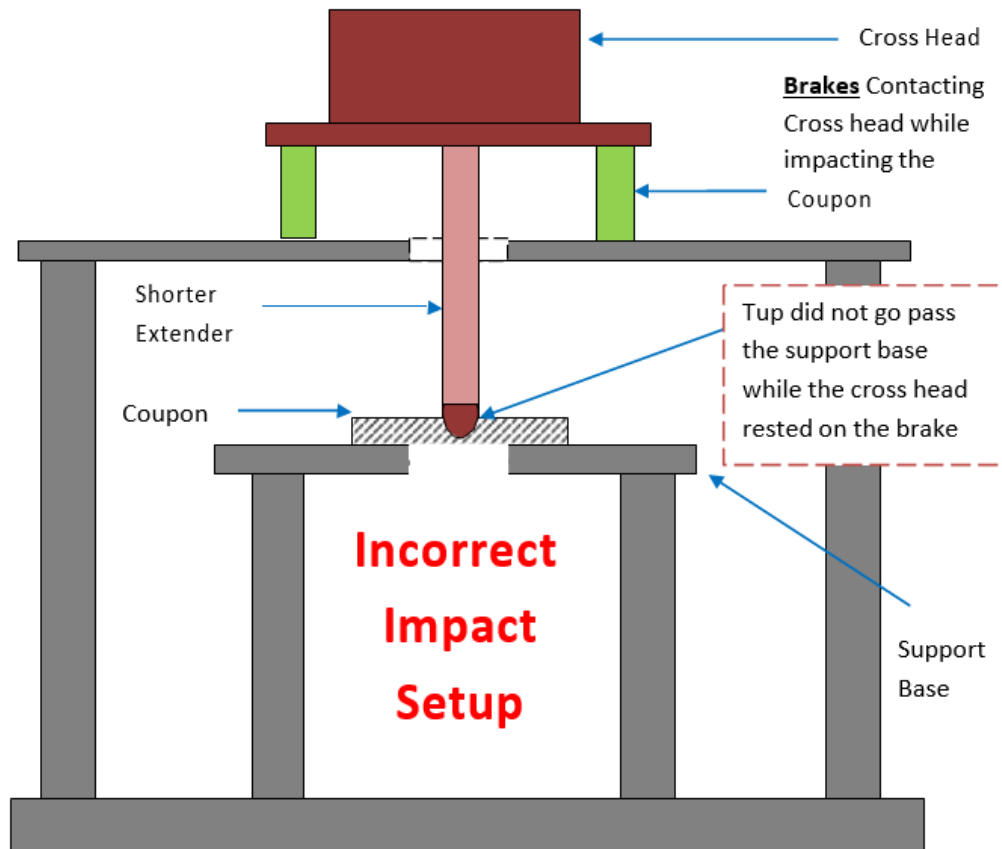 Cross Head
Brakes Contacting
Cross head while
impacting the
Coupon
Shorter
Extender
Tup did not go pass
the support base
while the cross head
rested on the brake
Coupon
Incorrect
Impact
Setup
Support
Base